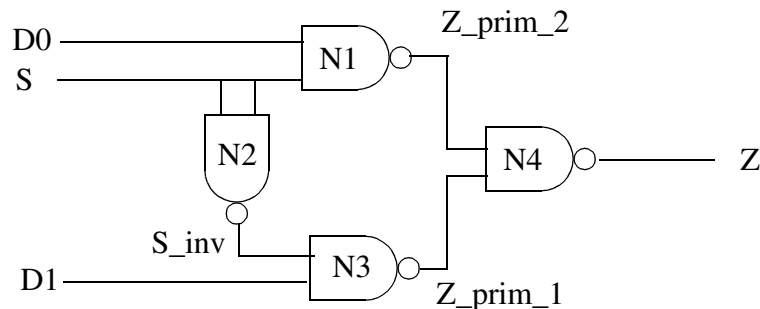 Z_prim_2
D0
N1
S
N2
N4
Z
S_inv
N3
D1
Z_prim_1